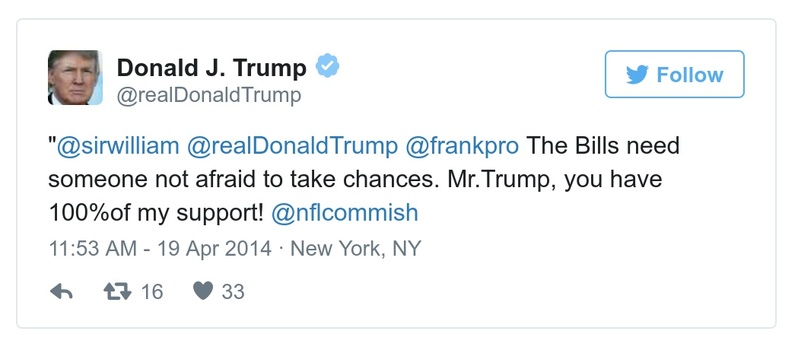 Donald J. Trump
@realDonaldTrump
Follow
"@sirwilliam @realDonaldTrump @frankpro The Bills need
someone not afraid to take chances. Mr.Trump, you have
100%of my support! @nflcommish
11:53 AM - 19 Apr 2014 · New York, NY
16 33